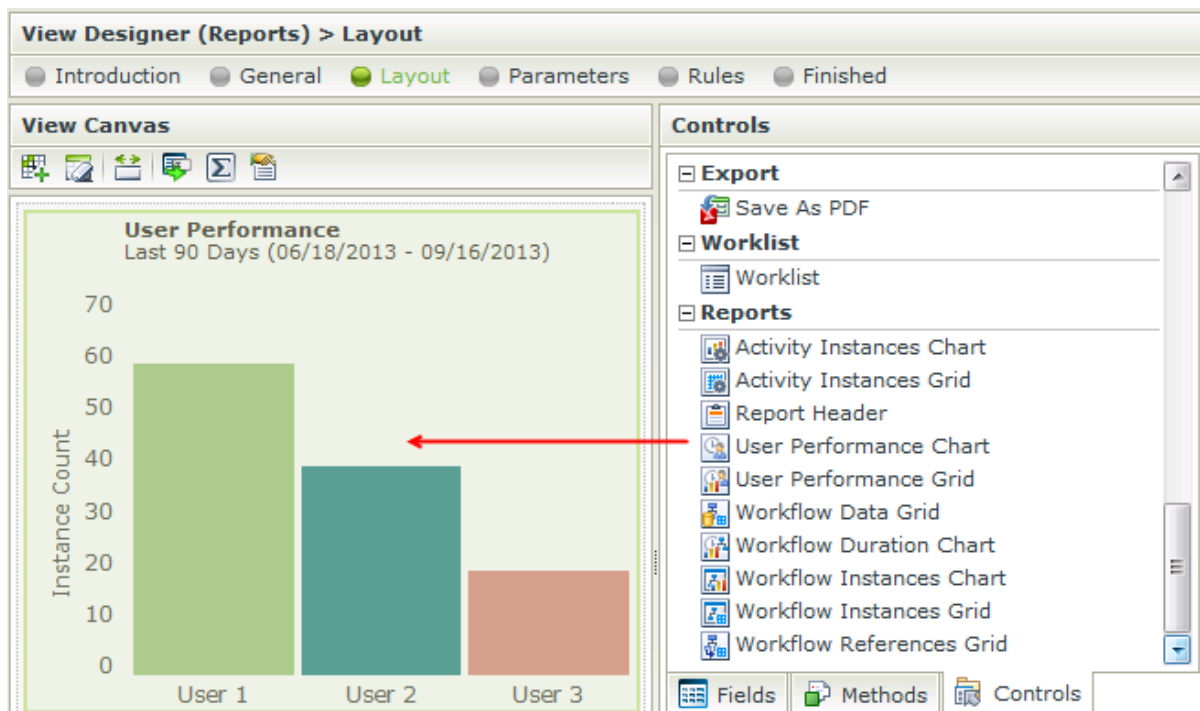 View Designer (Reports) > Layout
Introduction General Layout Parameters Rules Finished
View Canvas
User Performance
Last 90 Days (06/18/2013 - 09/16/2013)
70
60
50
40
30
20
10
0
Instance Count
User 1 User 2 User 3
Controls
Export
Save As PDF
Worklist
Worklist
Reports
Activity Instances Chart
Activity Instances Grid
Report Header
User Performance Chart
User Performance Grid
Workflow Data Grid
Workflow Duration Chart
Workflow Instances Chart
Workflow Instances Grid
Workflow References Grid
Fields Methods Controls